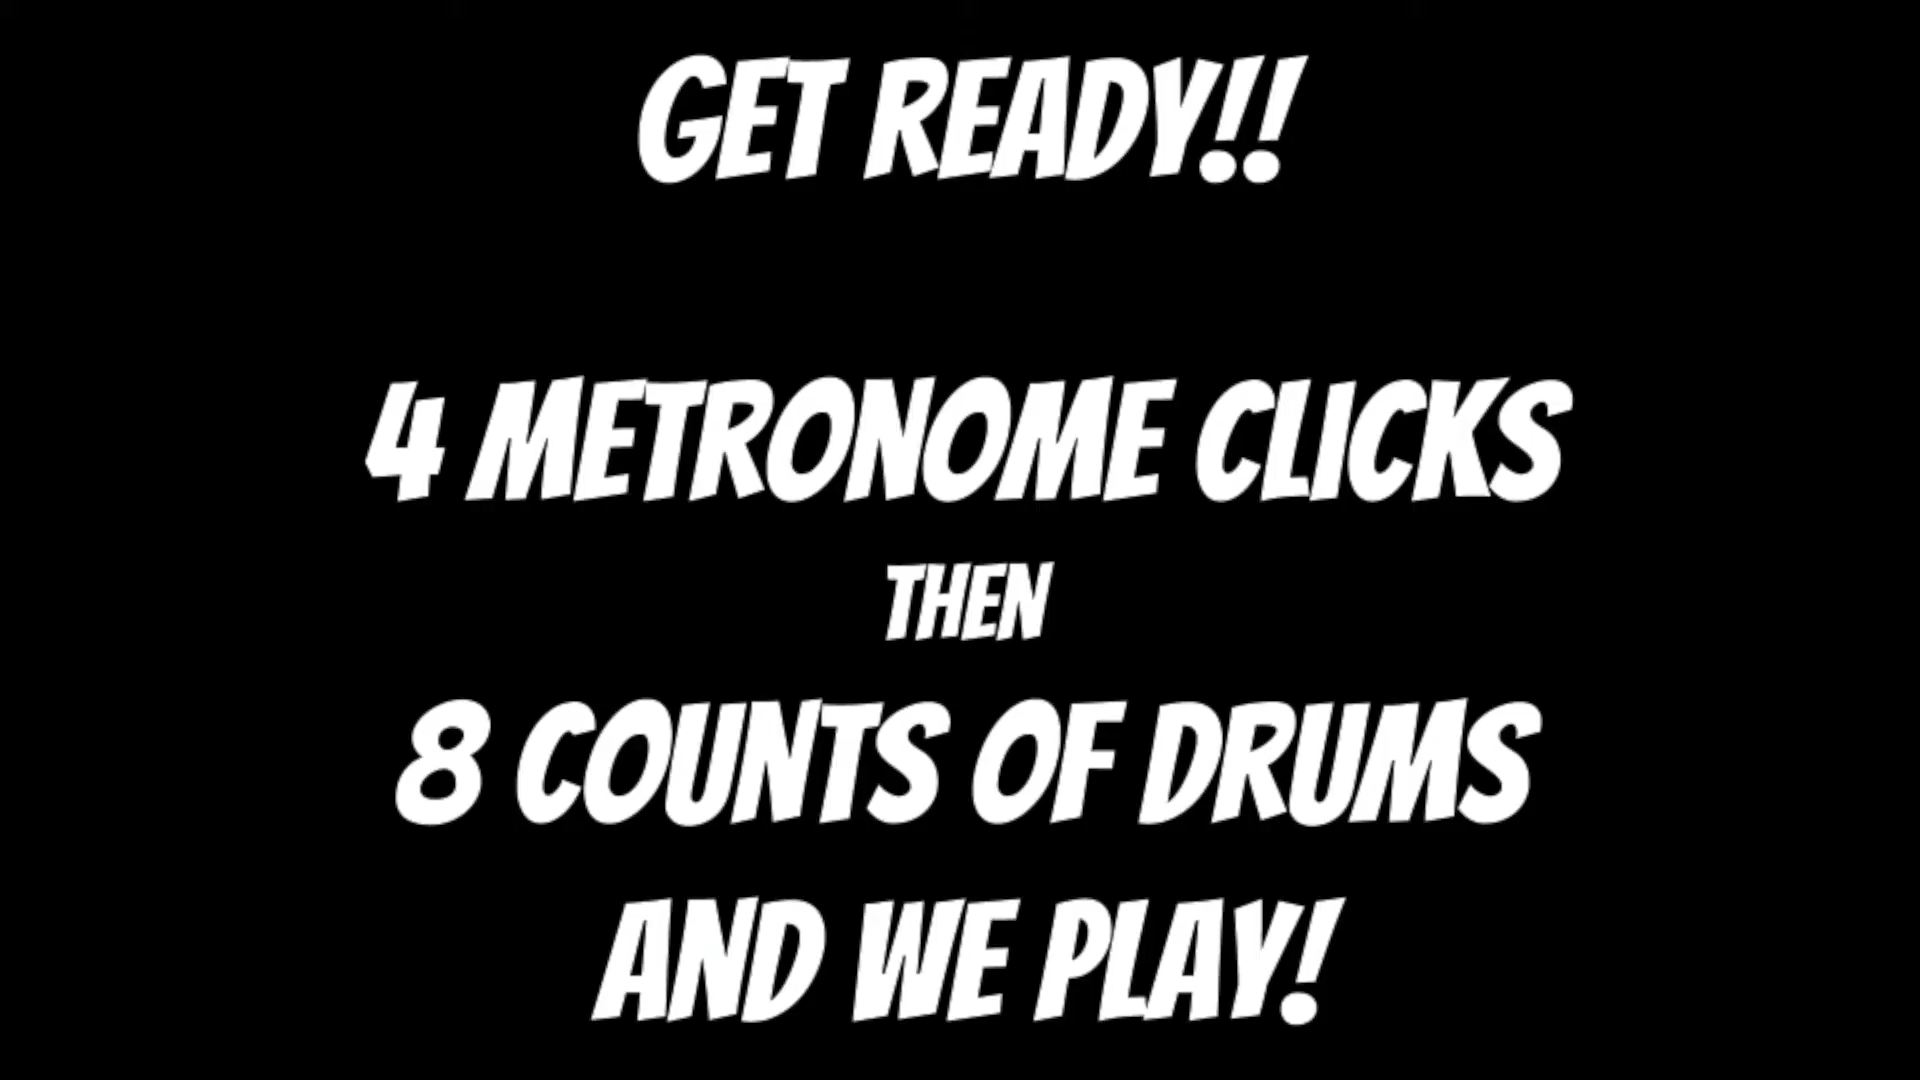 GET READY!!
4 METRONOME CLICKS
THEN
8 COUNTS OF DRUMS
AND WE PLAY!